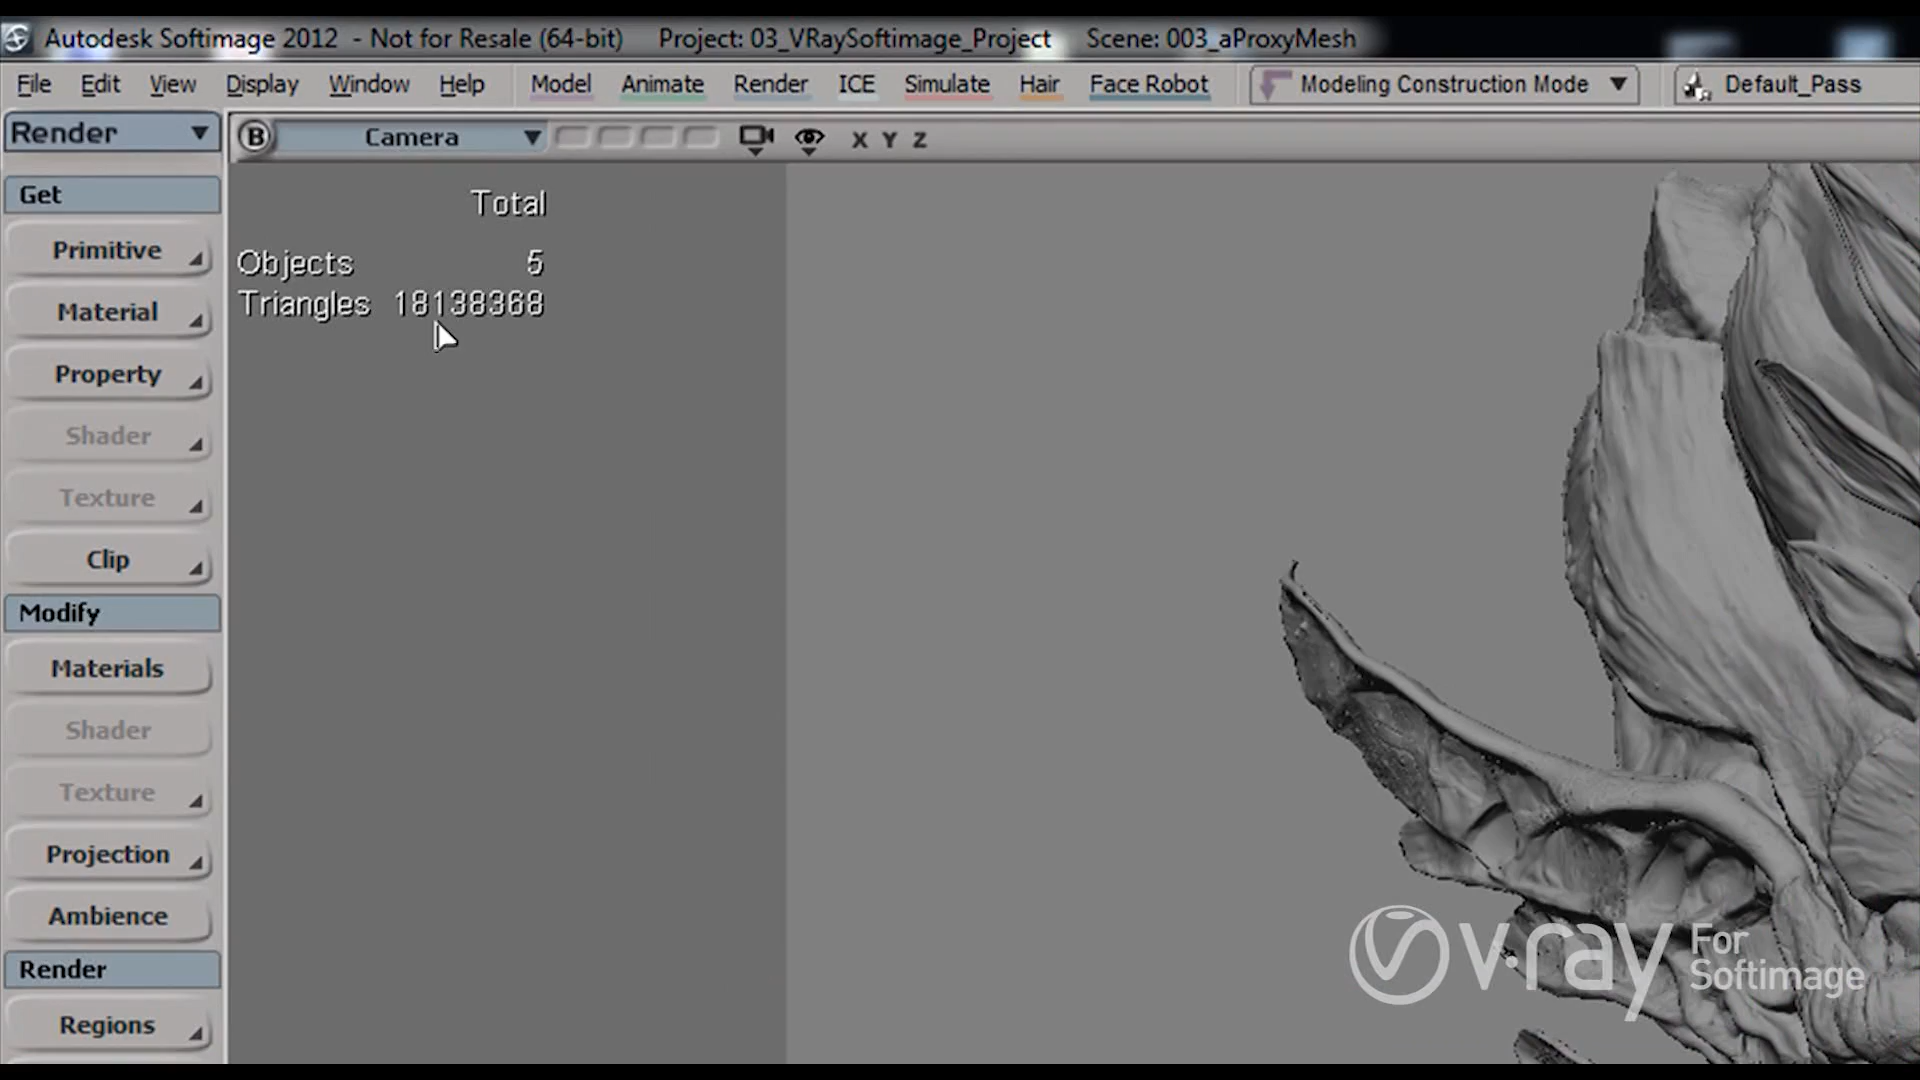 Autodesk Softimage 2012 - Not for Resale (64-bit) Project: 03_VRaySoftimage_Project Scene: 003_aProxyMesh
File Edit View Display Window Help Model Animate Render ICE Simulate Hair Face Robot Modeling Construction Mode Default_Pass
Render B Camera X Y Z
Get
Primitive
Material
Property
Shader
Texture
Clip
Modify
Materials
Shader
Texture
Projection
Ambience
Render
Regions
Total
Objects 5
Triangles 18138368
v·ray For
Softimage